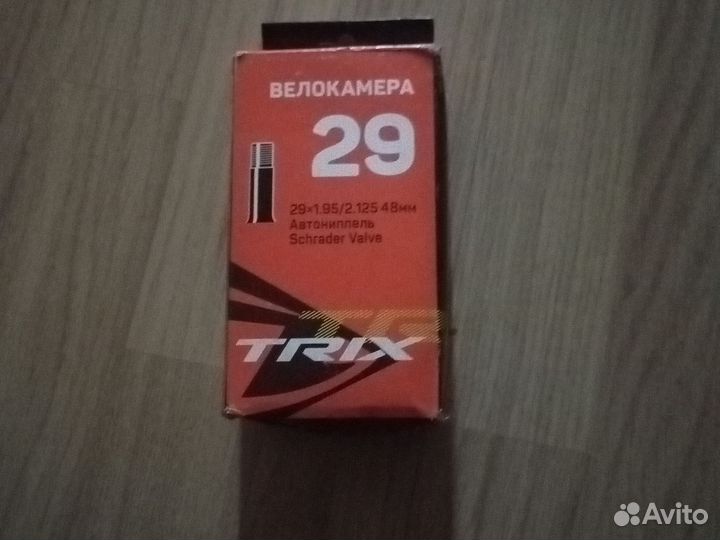 ВЕЛОКАМЕРА
29
29×1.95/2.125 48мм
Автониппель
Schrader Valve
TRIX
Avito